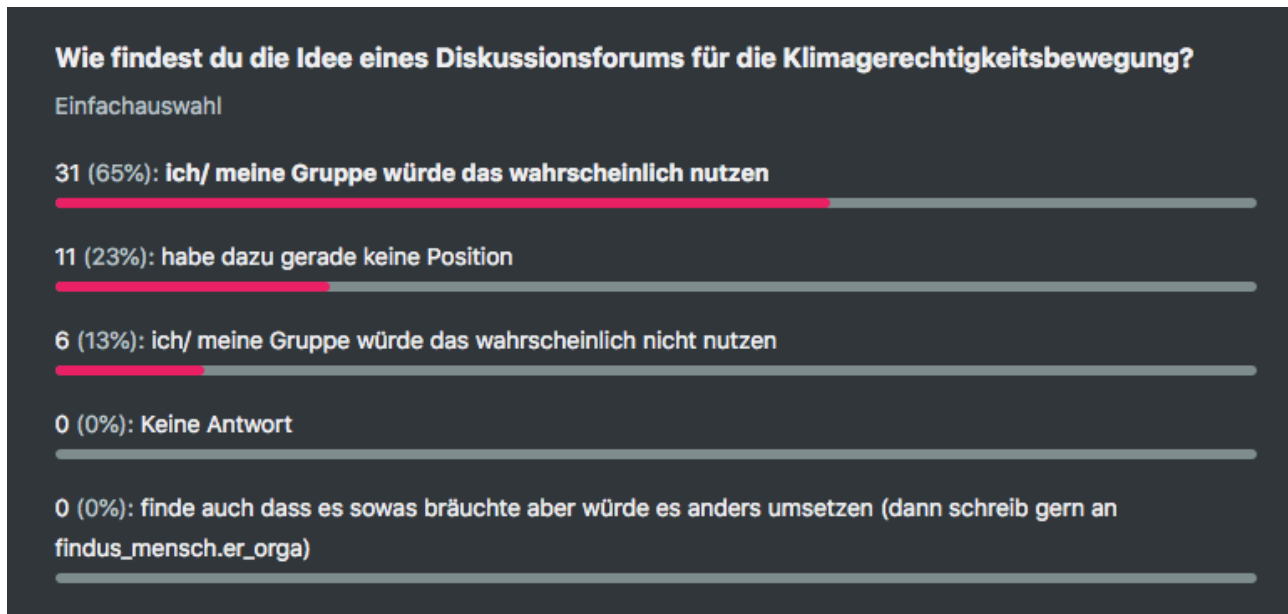 Wie findest du die Idee eines Diskussionsforums für die Klimagerechtigkeitsbewegung?
Einfachauswahl
31 (65%): ich/ meine Gruppe würde das wahrscheinlich nutzen
11 (23%): habe dazu gerade keine Position
6 (13%): ich/ meine Gruppe würde das wahrscheinlich nicht nutzen
0 (0%): Keine Antwort
0 (0%): finde auch dass es sowas bräuchte aber würde es anders umsetzen (dann schreib gern an
findus_mensch.er_orga)